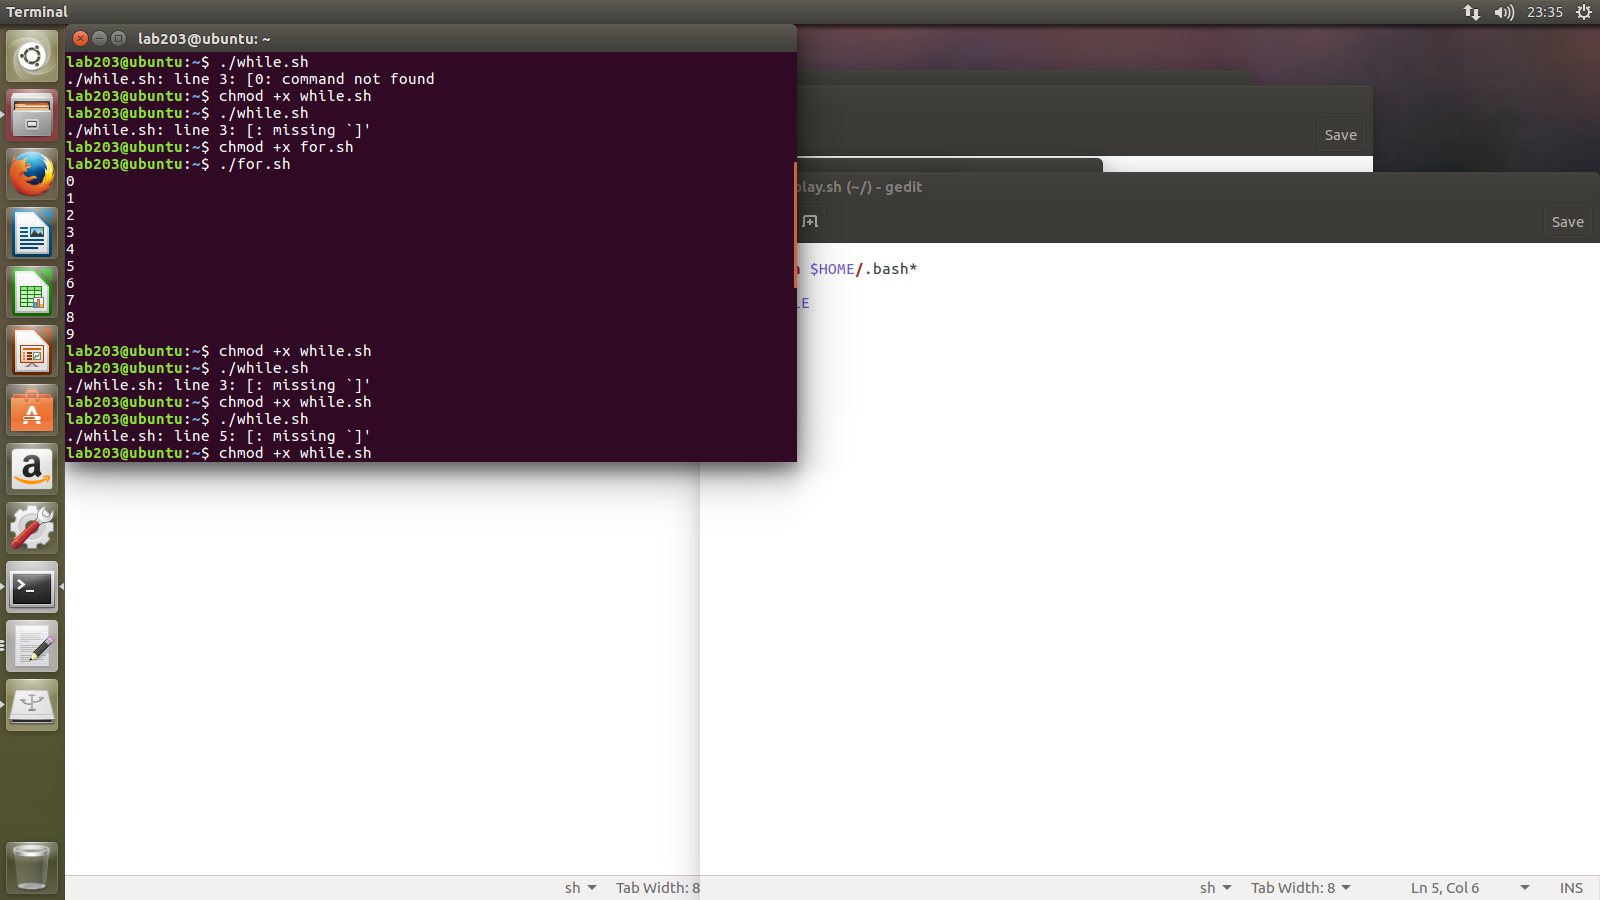 Terminal
23:35
lab203@ubuntu: ~
lab203@ubuntu:~$ ./while.sh
./while.sh: line 3: [0: command not found
lab203@ubuntu:~$ chmod +x while.sh
lab203@ubuntu:~$ ./while.sh
./while.sh: line 3: [: missing `]'
lab203@ubuntu:~$ chmod +x for.sh
lab203@ubuntu:~$ ./for.sh
0
1
2
3
4
5
6
7
8
9
lab203@ubuntu:~$ chmod +x while.sh
lab203@ubuntu:~$ ./while.sh
./while.sh: line 3: [: missing `]'
lab203@ubuntu:~$ chmod +x while.sh
lab203@ubuntu:~$ ./while.sh
./while.sh: line 5: [: missing `]'
lab203@ubuntu:~$ chmod +x while.sh
Save
play.sh (~/) - gedit
Save
$HOME/.bash*
LE
sh Tab Width: 8
sh Tab Width: 8 Ln 5, Col 6 INS